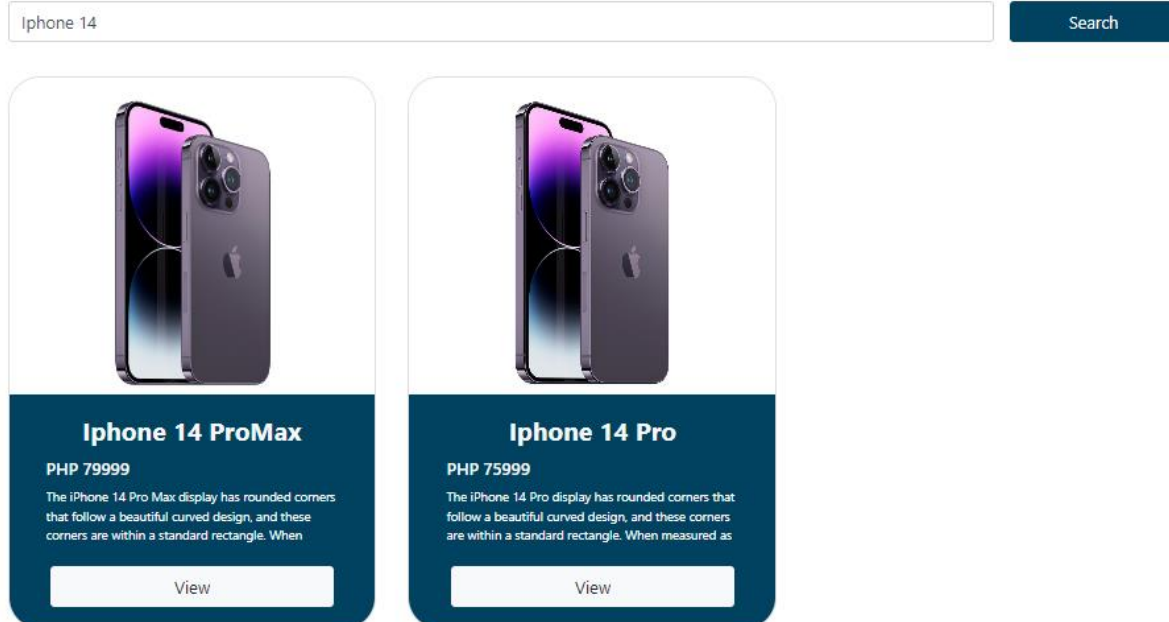 Iphone 14
Search
Iphone 14 ProMax
PHP 79999
The iPhone 14 Pro Max display has rounded corners
that follow a beautiful curved design, and these
corners are within a standard rectangle. When
View
Iphone 14 Pro
PHP 75999
The iPhone 14 Pro display has rounded corners that
follow a beautiful curved design, and these corners
are within a standard rectangle. When measured as
View